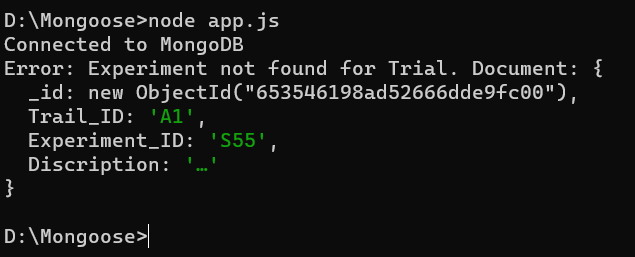 D:\Mongoose>node app.js
Connected to MongoDB
Error: Experiment not found for Trial. Document: {
  _id: new ObjectId("653546198ad52666dde9fc00"),
  Trail_ID: 'A1',
  Experiment_ID: 'S55',
  Discription: '…'
}
D:\Mongoose>